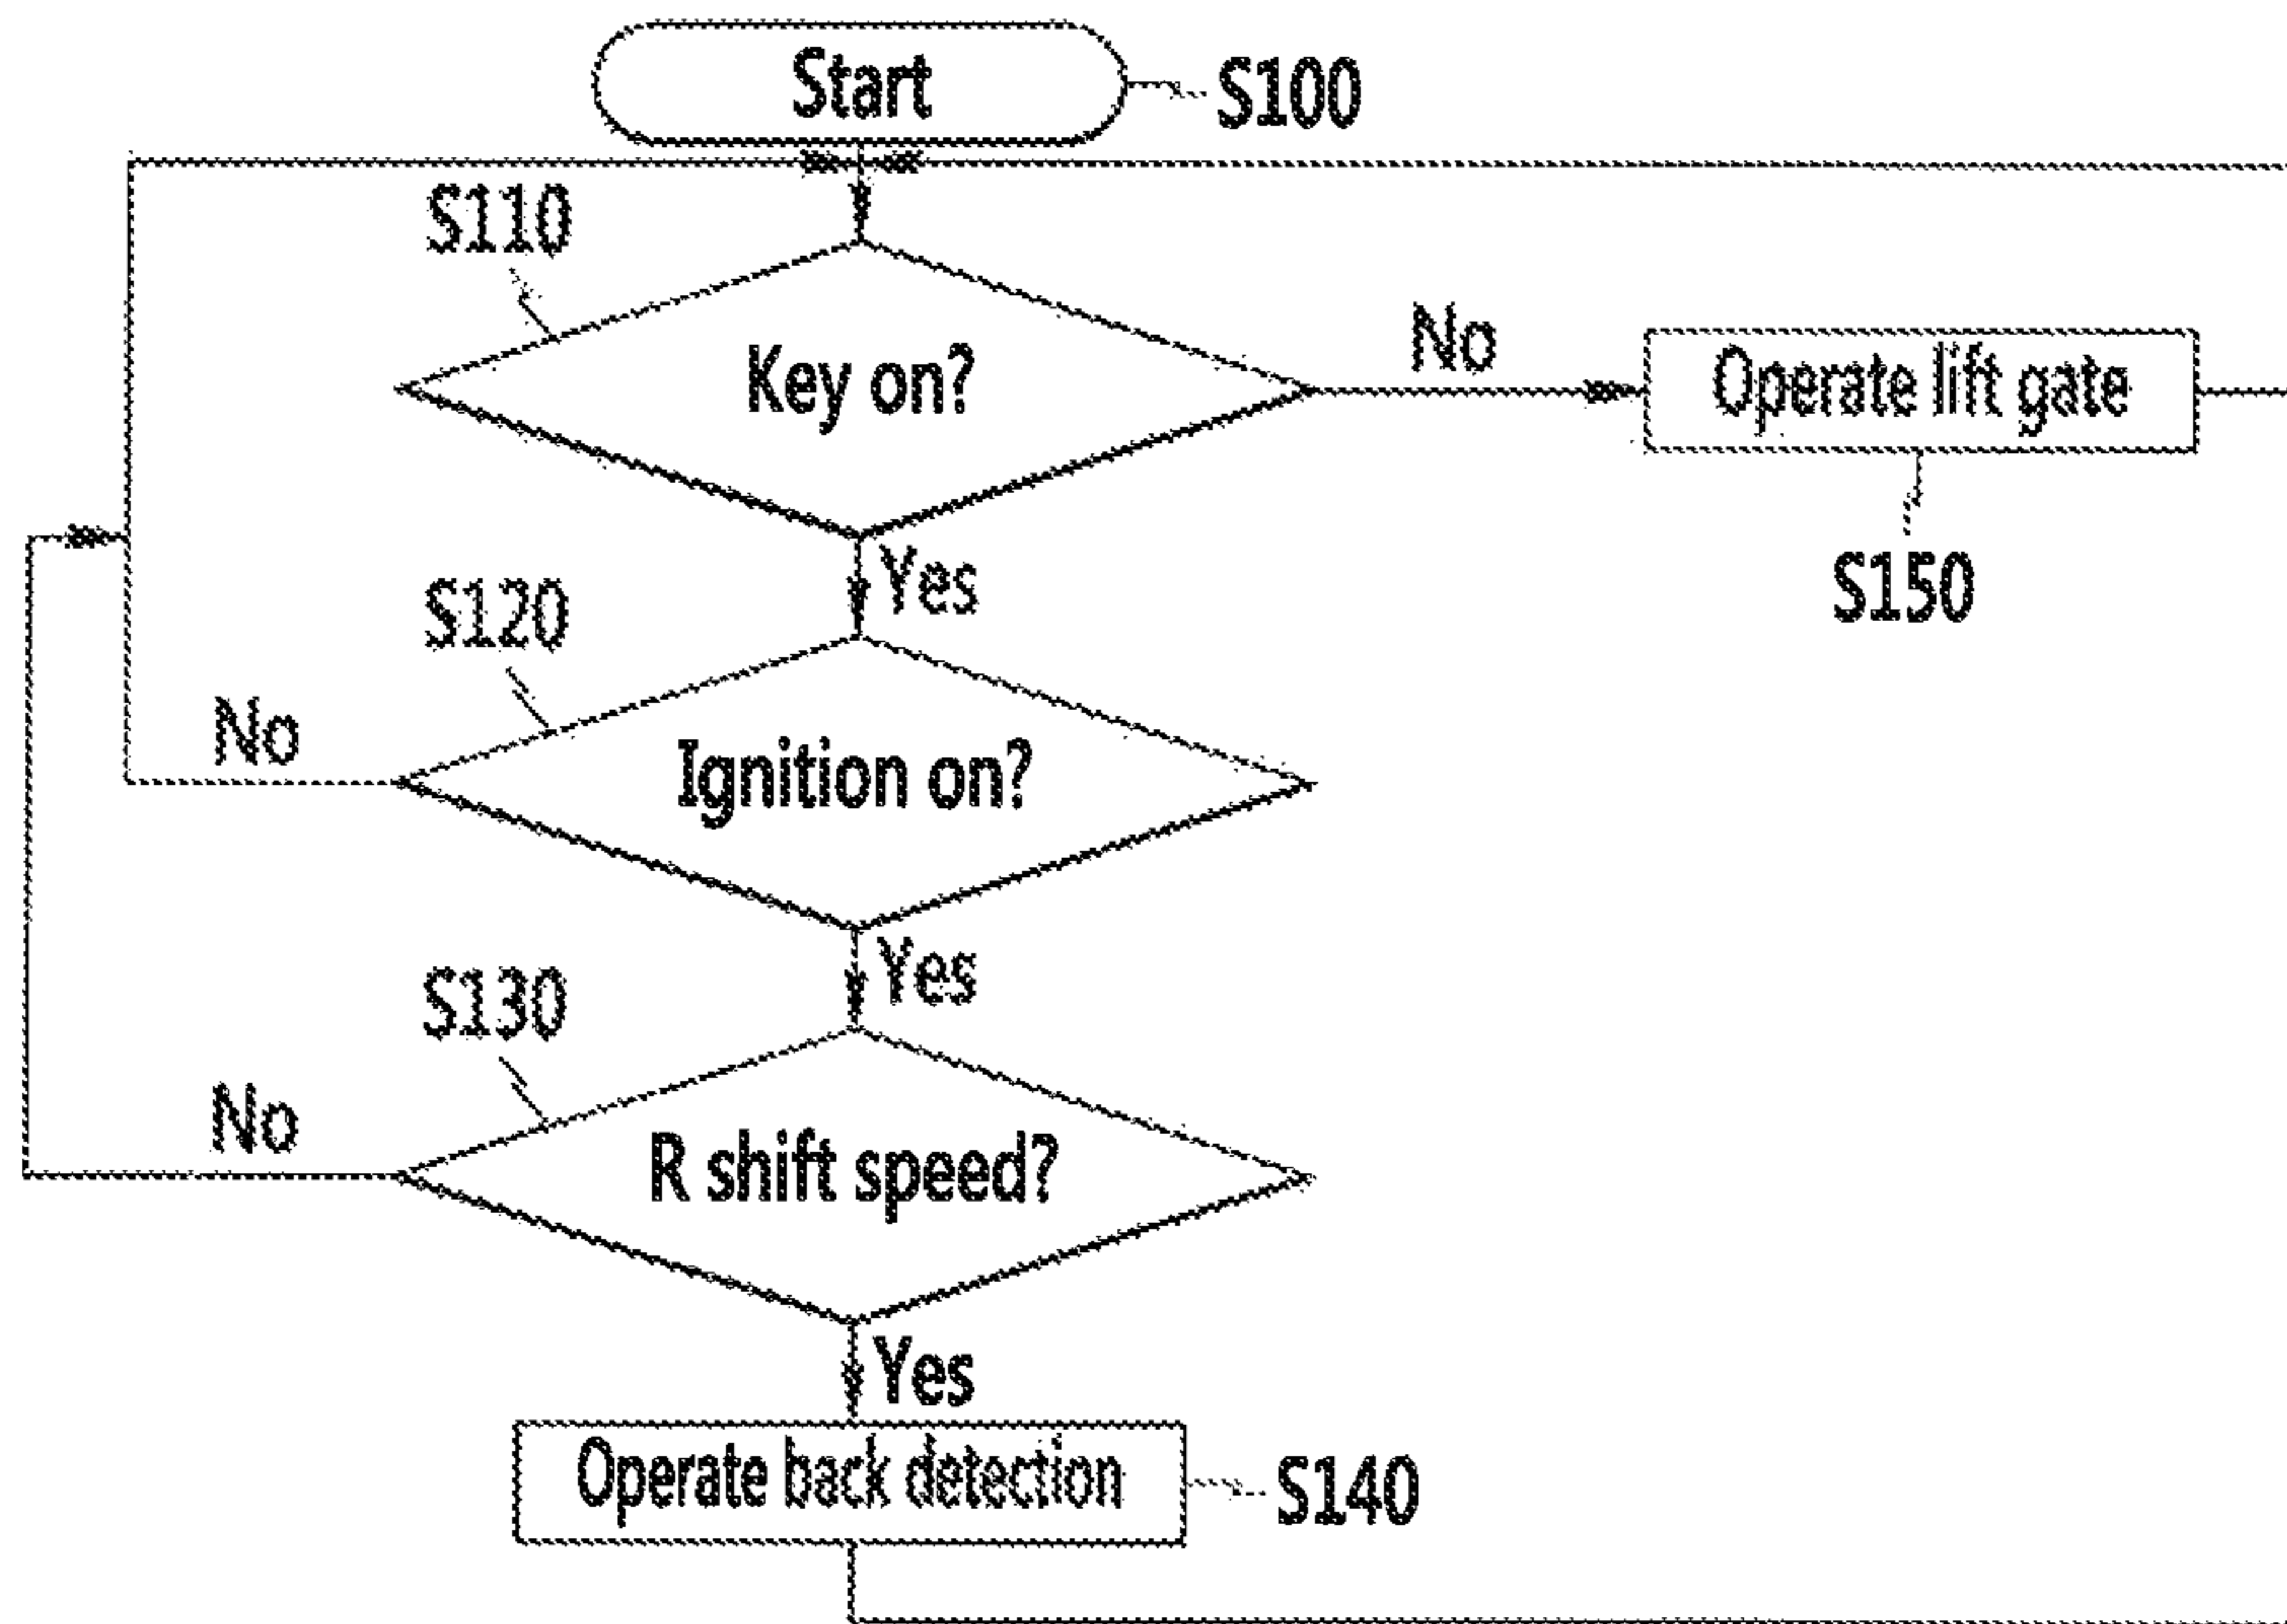 Start
S100
S110
Key on?
No
Operate lift gate
S150
Yes
S120
No
Ignition on?
Yes
S130
No
R shift speed?
Yes
Operate back detection
S140